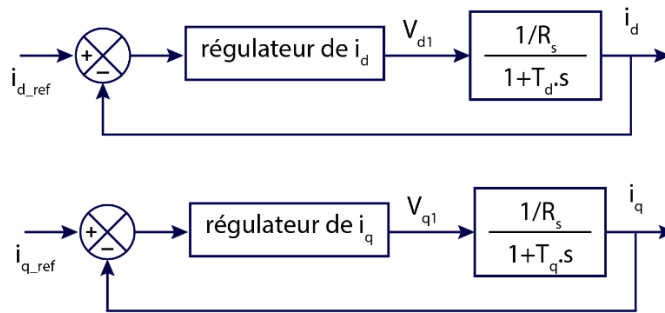 i_d_ref
+
−
régulateur de i_d
V_d1
1/R_s
1+T_d.s
i_d
i_q_ref
+
−
régulateur de i_q
V_q1
1/R_s
1+T_q.s
i_q